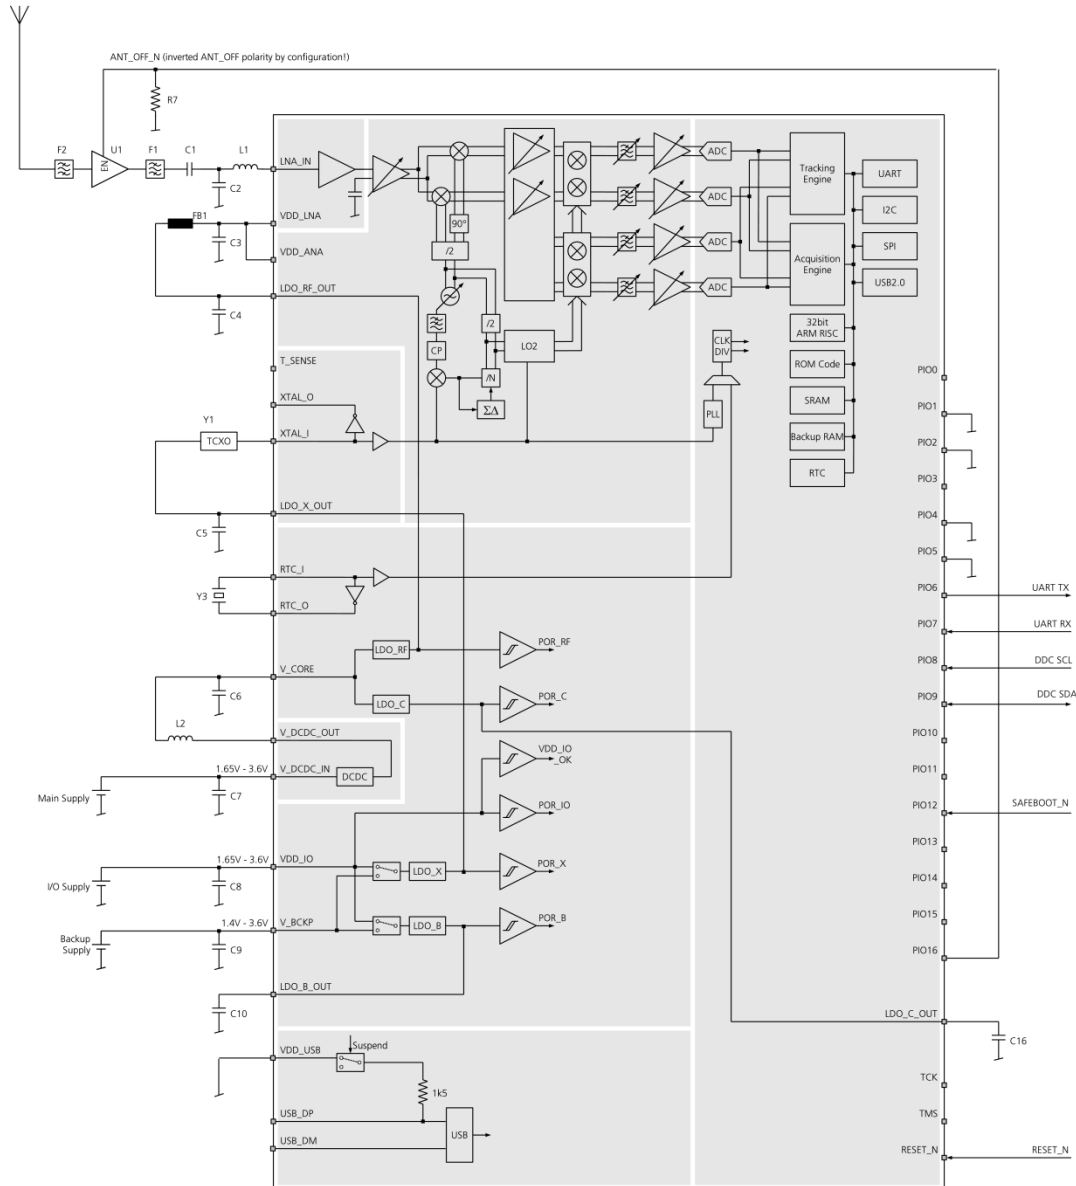 ANT_OFF_N (inverted ANT_OFF polarity by configuration!)
R7
F2
U1
EN
F1
C1
L1
C2
LNA_IN
FB1
VDD_LNA
C3
VDD_ANA
LDO_RF_OUT
C4
90°
/2
CP
/N
/2
ΣΔ
LO2
ADC
ADC
ADC
ADC
Tracking
Engine
Acquisition
Engine
UART
I2C
SPI
USB2.0
32bit
ARM RISC
ROM Code
SRAM
Backup RAM
RTC
CLK
DIV
PLL
T_SENSE
XTAL_O
Y1
TCXO
XTAL_I
LDO_X_OUT
C5
RTC_I
Y3
RTC_O
V_CORE
C6
LDO_RF
POR_RF
LDO_C
POR_C
L2
V_DCDC_OUT
1.65V - 3.6V
V_DCDC_IN
DCDC
Main Supply
C7
VDD_IO
_OK
POR_IO
1.65V - 3.6V
VDD_IO
LDO_X
POR_X
I/O Supply
C8
1.4V - 3.6V
V_BCKP
LDO_B
POR_B
Backup
Supply
C9
LDO_B_OUT
C10
VDD_USB
Suspend
1k5
USB_DP
USB
USB_DM
PIO0
PIO1
PIO2
PIO3
PIO4
PIO5
PIO6
UART TX
PIO7
UART RX
PIO8
DDC SCL
PIO9
DDC SDA
PIO10
PIO11
PIO12
SAFEBOOT_N
PIO13
PIO14
PIO15
PIO16
LDO_C_OUT
C16
TCK
TMS
RESET_N
RESET_N